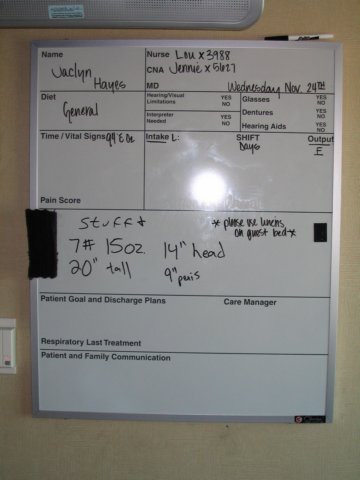 Name
Jaclyn
Hayes
Nurse Lou x3988
CNA Jennie x5627
MD Wednesday Nov. 24TH
Diet
General
Hearing/Visual Limitations YES NO
Interpreter Needed YES NO
Glasses YES NO
Dentures YES NO
Hearing Aids YES NO
Time / Vital Signs
Pain Score
Intake L: SHIFT Output
Days F
Stuff
* please use linens
on guest bed *
7# 15oz. 14" head
20" tall 9" penis
Patient Goal and Discharge Plans Care Manager
Respiratory Last Treatment
Patient and Family Communication